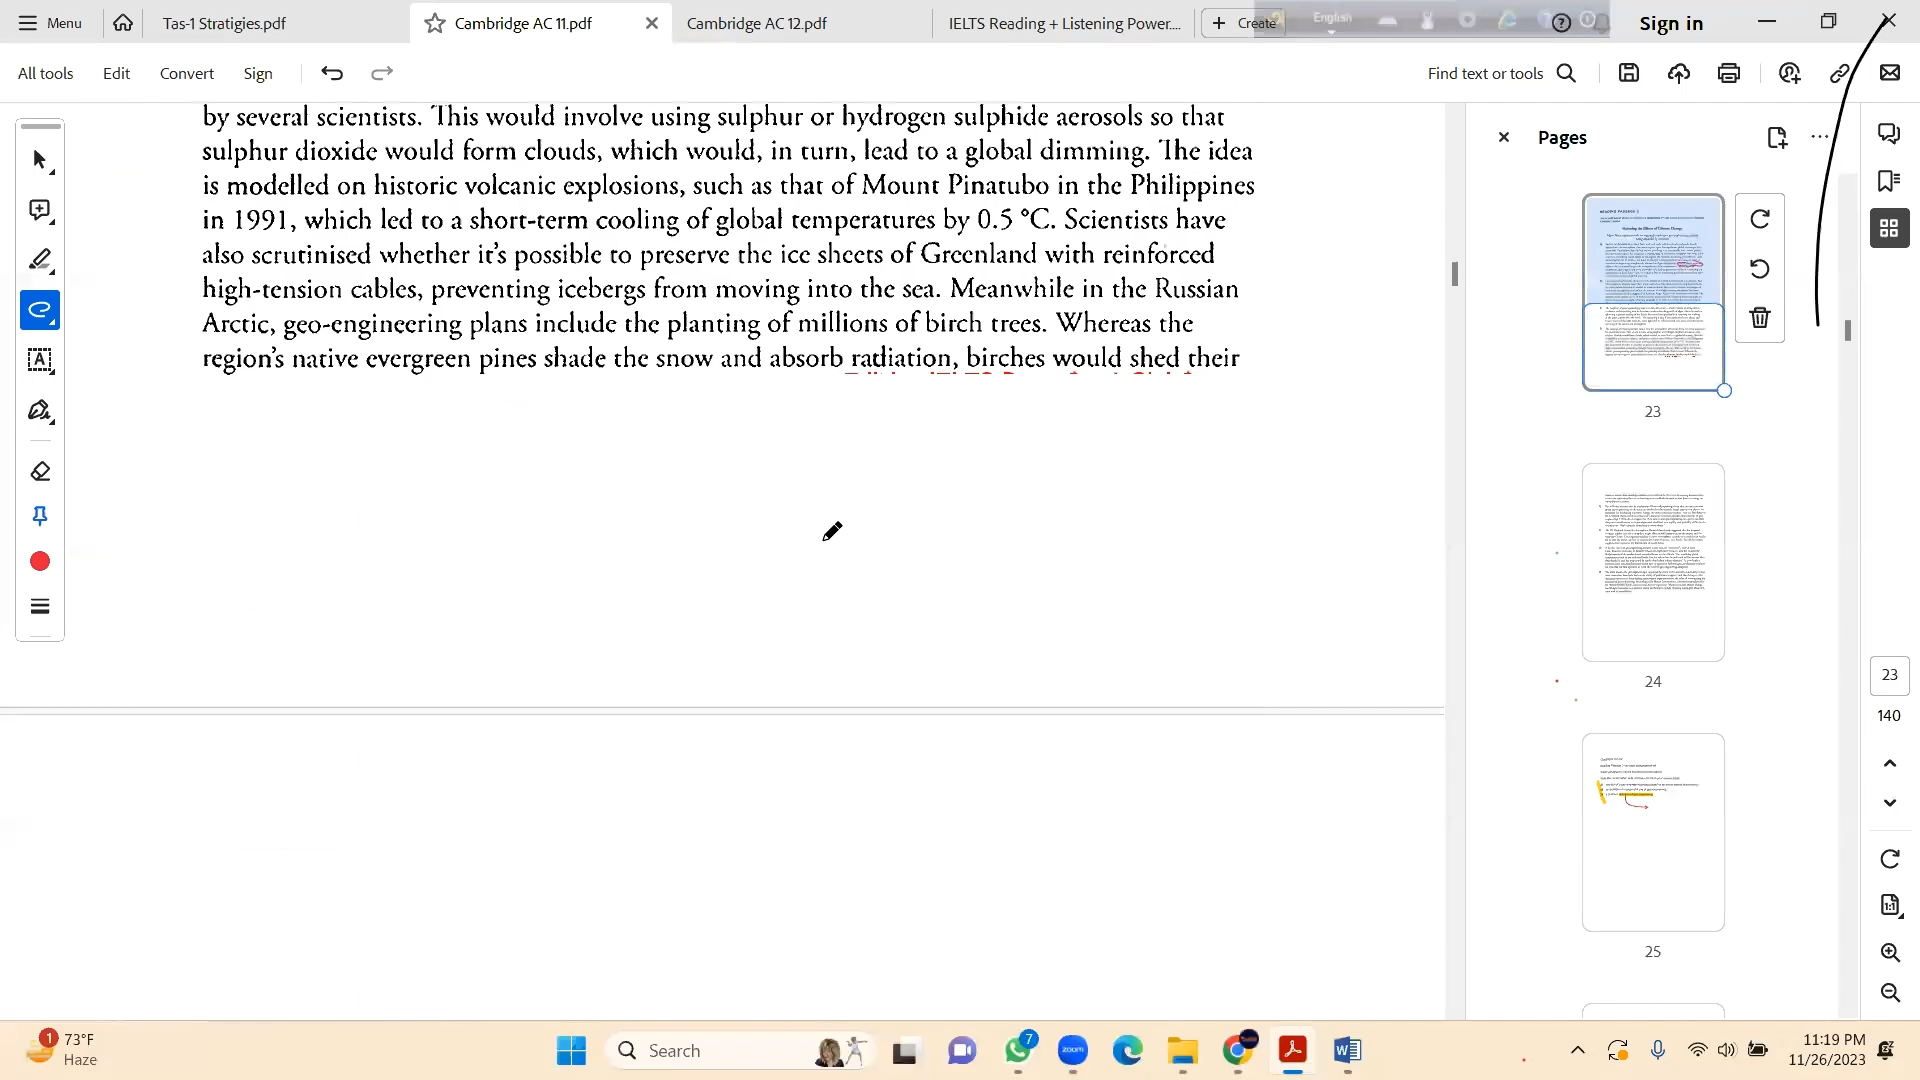 Menu
Tas-1 Stratigies.pdf
Cambridge AC 11.pdf
Cambridge AC 12.pdf
IELTS Reading + Listening Power....
Create
English
Sign in
All tools
Edit
Convert
Sign
Find text or tools
by several scientists. This would involve using sulphur or hydrogen sulphide aerosols so that
sulphur dioxide would form clouds, which would, in turn, lead to a global dimming. The idea
is modelled on historic volcanic explosions, such as that of Mount Pinatubo in the Philippines
in 1991, which led to a short-term cooling of global temperatures by 0.5 °C. Scientists have
also scrutinised whether it's possible to preserve the ice sheets of Greenland with reinforced
high-tension cables, preventing icebergs from moving into the sea. Meanwhile in the Russian
Arctic, geo-engineering plans include the planting of millions of birch trees. Whereas the
region's native evergreen pines shade the snow and absorb radiation, birches would shed their
Pages
23
24
25
23
140
1
73°F
Haze
Search
7
zoom
11:19 PM
11/26/2023